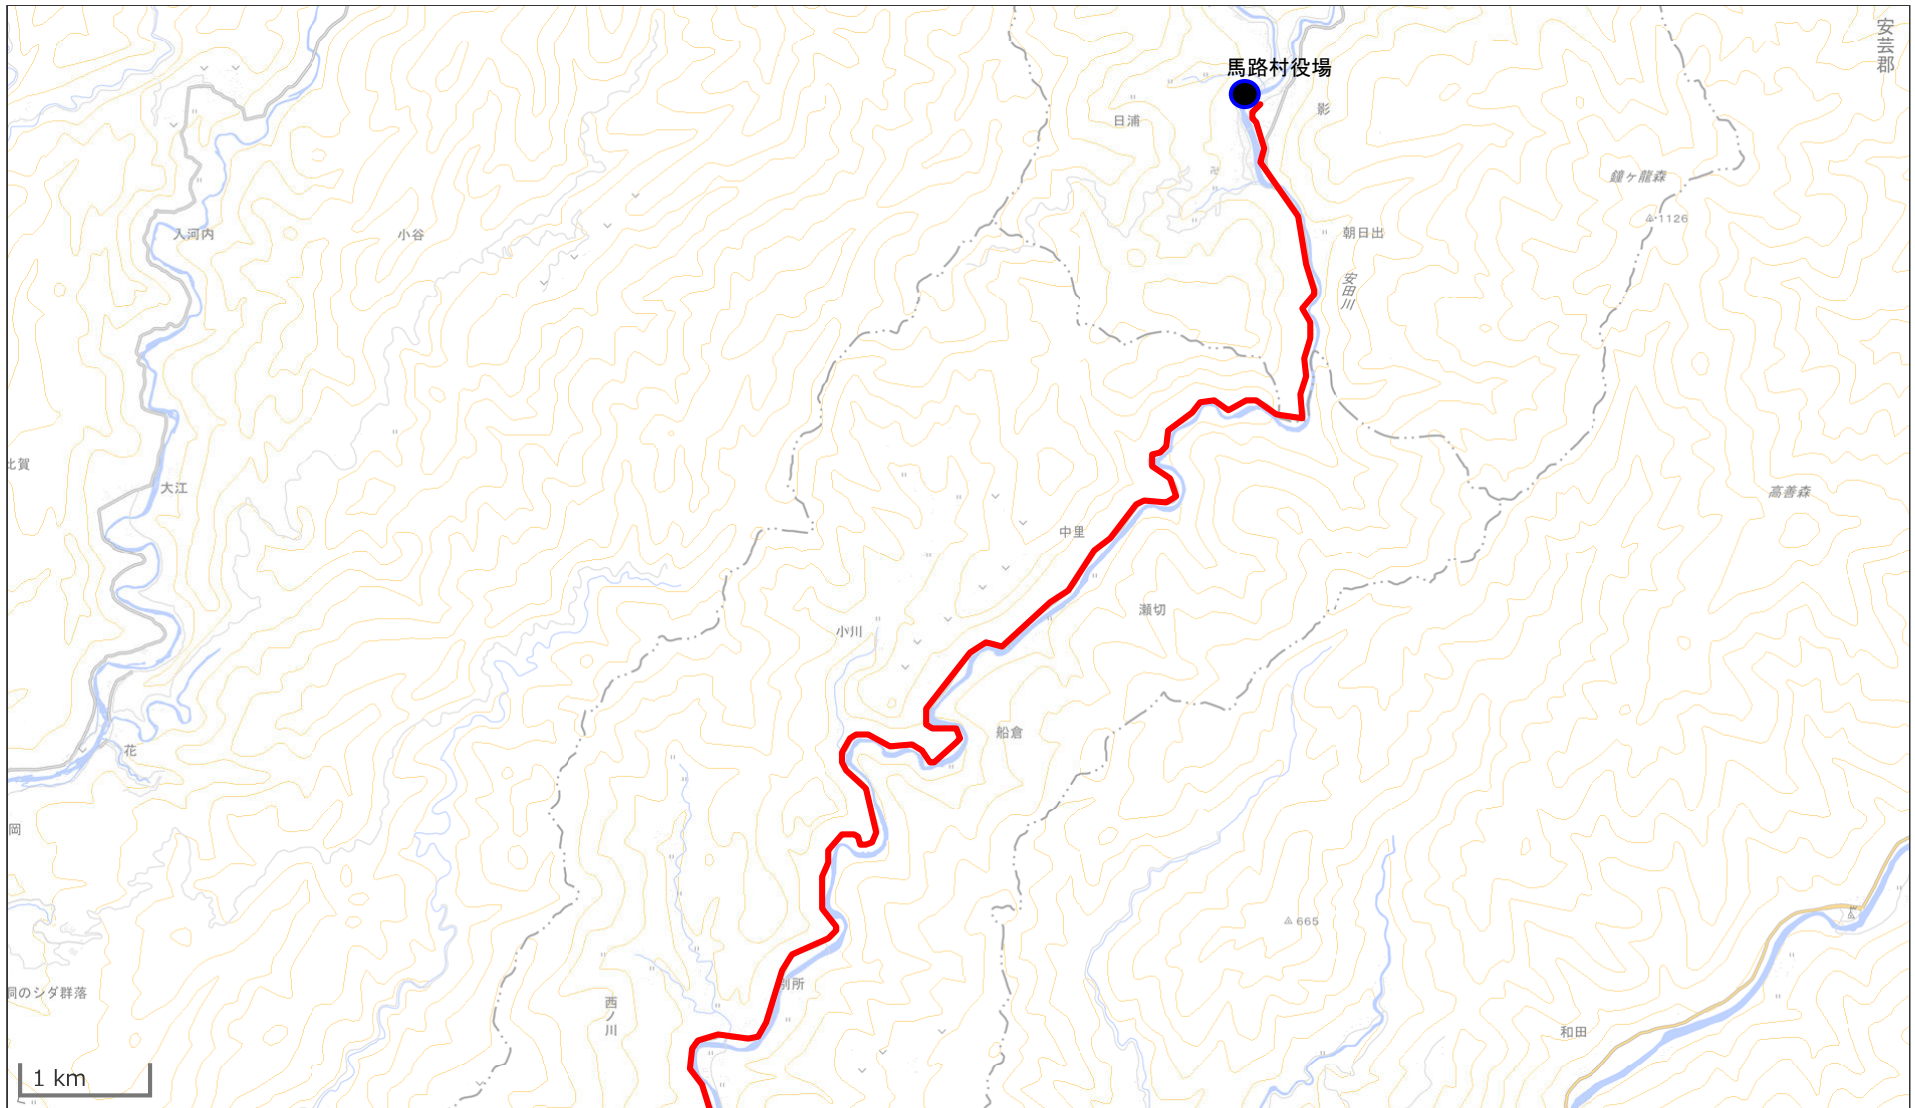 安芸郡
馬路村役場
影
日浦
鐘ヶ龍森
1126
入河内
小谷
朝日出
安田川
比賀
大江
高善森
中里
瀬切
小川
船倉
花
岡
665
別所
洞のシダ群落
西ノ川
和田
1 km